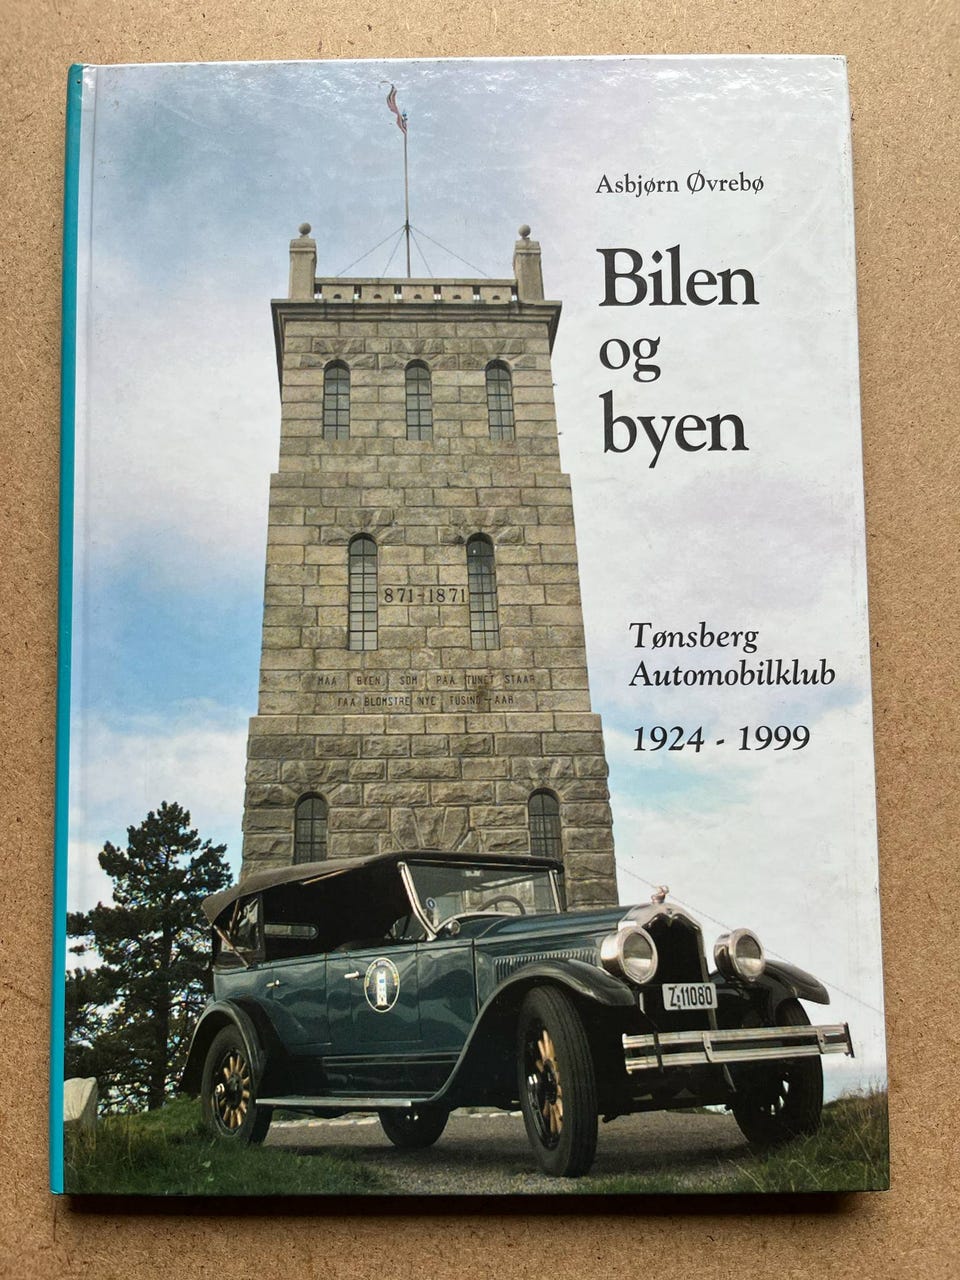 Asbjørn Øvrebø
Bilen
og
byen
871-1871
MAA BYEN SOM PAA TUNET STAAR
FAA BLOMSTRE NYE TUSIND-AAR.
Tønsberg
Automobilklub
1924 - 1999
Z-11080